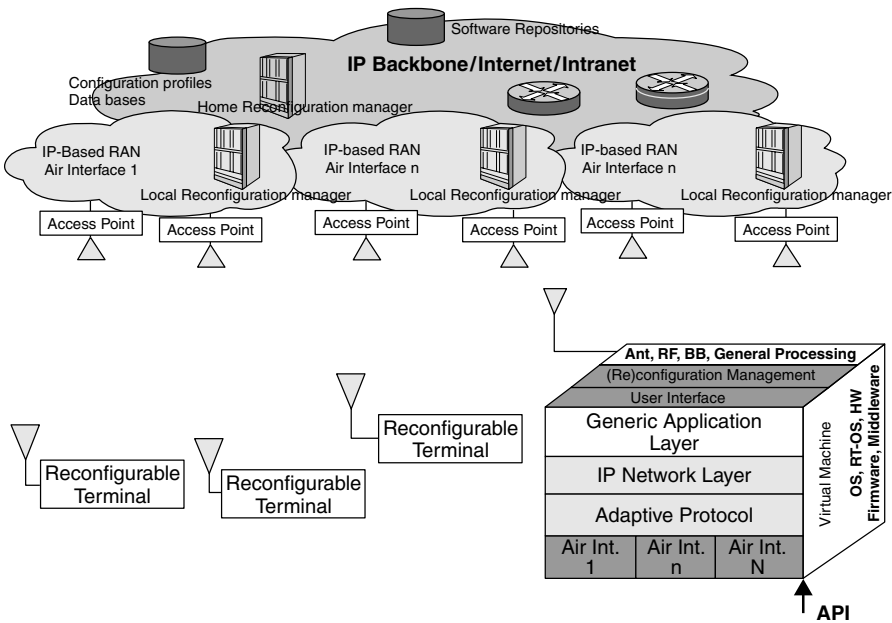 Software Repositories
IP Backbone/Internet/Intranet
Configuration profiles
Data bases
Home Reconfiguration manager
IP-Based RAN
Air Interface 1
Local Reconfiguration manager
IP-based RAN
Air Interface n
Local Reconfiguration manager
IP-based RAN
Air Interface n
Local Reconfiguration manager
Access Point
Access Point
Access Point
Access Point
Access Point
Access Point
Reconfigurable
Terminal
Reconfigurable
Terminal
Reconfigurable
Terminal
Ant, RF, BB, General Processing
(Re)configuration Management
User Interface
Generic Application
Layer
IP Network Layer
Adaptive Protocol
Air Int.
1
Air Int.
n
Air Int.
N
Virtual Machine
OS, RT-OS, HW
Firmware, Middleware
API